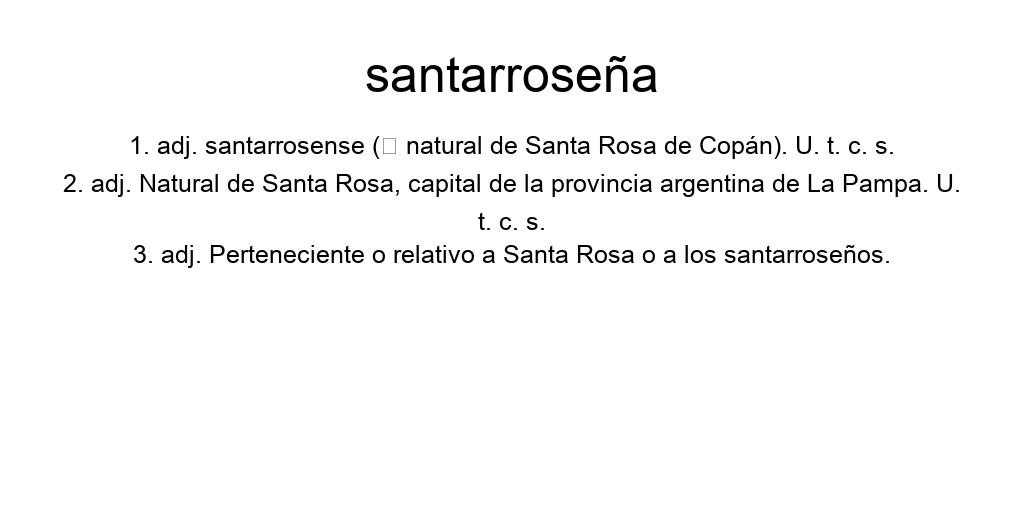 santarroseña
1. adj. santarrosense (𝼠 natural de Santa Rosa de Copán). U. t. c. s.
2. adj. Natural de Santa Rosa, capital de la provincia argentina de La Pampa. U.
t. c. s.
3. adj. Perteneciente o relativo a Santa Rosa o a los santarroseños.